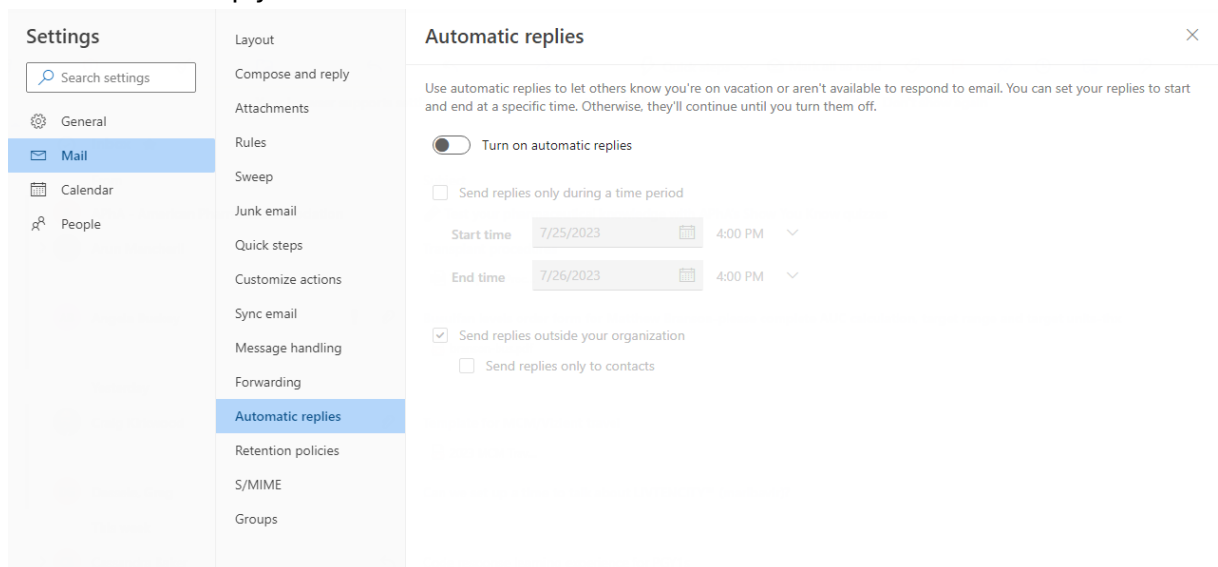 Settings
Search settings
General
Mail
Calendar
People
Layout
Compose and reply
Attachments
Rules
Sweep
Junk email
Quick steps
Customize actions
Sync email
Message handling
Forwarding
Automatic replies
Retention policies
S/MIME
Groups
Automatic replies
Use automatic replies to let others know you're on vacation or aren't available to respond to email. You can set your replies to start
and end at a specific time. Otherwise, they'll continue until you turn them off.
Turn on automatic replies
Send replies only during a time period
Start time 7/25/2023 4:00 PM
End time 7/26/2023 4:00 PM
Send replies outside your organization
Send replies only to contacts